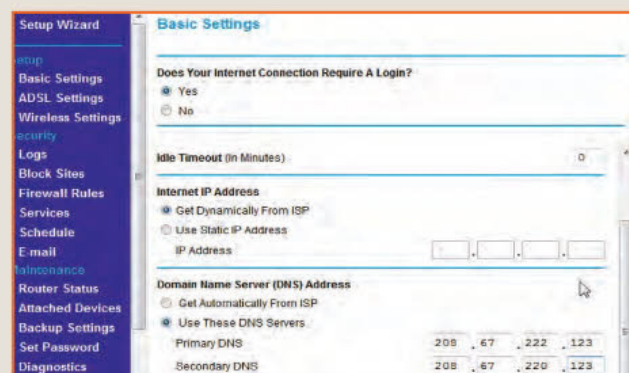 Setup Wizard
Setup
Basic Settings
ADSL Settings
Wireless Settings
Security
Logs
Block Sites
Firewall Rules
Services
Schedule
E-mail
Maintenance
Router Status
Attached Devices
Backup Settings
Set Password
Diagnostics
Basic Settings
Does Your Internet Connection Require A Login?
Yes
No
Idle Timeout (In Minutes) 0
Internet IP Address
Get Dynamically From ISP
Use Static IP Address
IP Address . . .
Domain Name Server (DNS) Address
Get Automatically From ISP
Use These DNS Servers
Primary DNS 208 . 67 . 222 . 123
Secondary DNS 208 . 67 . 220 . 123